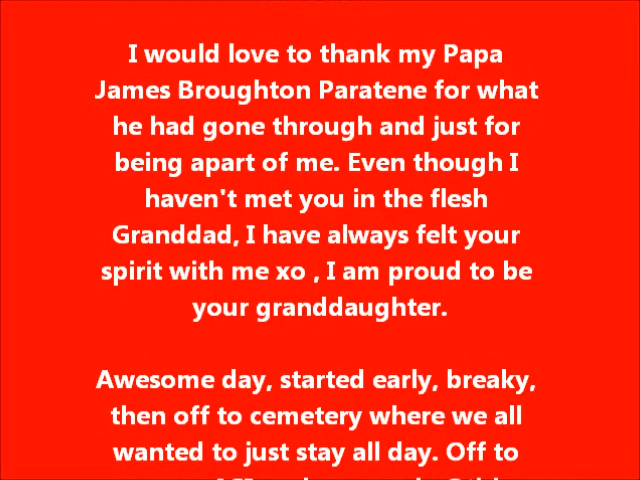 I would love to thank my Papa
James Broughton Paratene for what
he had gone through and just for
being apart of me. Even though I
haven't met you in the flesh
Granddad, I have always felt your
spirit with me xo , I am proud to be
your granddaughter.
Awesome day, started early, breaky,
then off to cemetery where we all
wanted to just stay all day. Off to